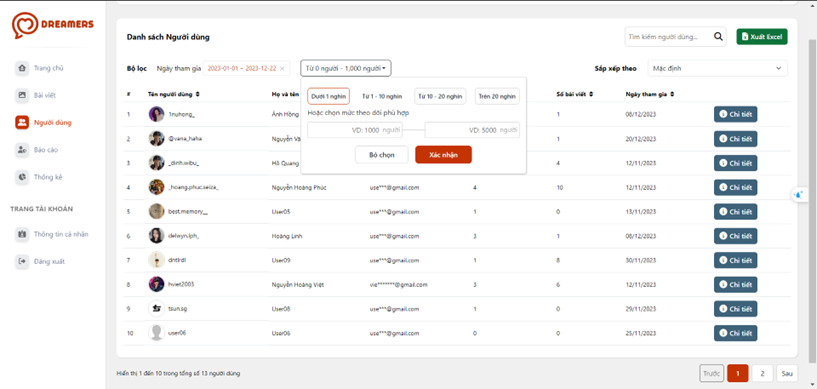 DREAMERS
Trang chủ
Bài viết
Người dùng
Báo cáo
Thống kê
TRANG TÀI KHOẢN
Thông tin cá nhân
Đăng xuất
Danh sách Người dùng
Tìm kiếm người dùng...
Xuất Excel
Bộ lọc Ngày tham gia 2023-01-01 ~ 2023-12-22 × Từ 0 người - 1,000 người
Sắp xếp theo Mặc định
Dưới 1 nghìn Từ 1 - 10 nghìn Từ 10 - 20 nghìn Trên 20 nghìn
Hoặc chọn mức theo dõi phù hợp
VD: 1000 người VD: 5000 người
Bỏ chọn Xác nhận
# Tên người dùng Họ và tên Số bài viết Ngày tham gia
1 1nuhong_ Ánh Hồng 1 08/12/2023 Chi tiết
2 @vana_haha Nguyễn Vă 1 20/12/2023 Chi tiết
3 _dinh.wibu_ Hồ Quang 4 12/11/2023 Chi tiết
4 _hoang.phuc.seiza_ Nguyễn Hoàng Phúc use***@gmail.com 4 10 12/11/2023 Chi tiết
5 best.memory__ User05 use***@gmail.com 1 0 13/11/2023 Chi tiết
6 delwyn.lph_ Hoàng Linh use***@gmail.com 3 1 08/12/2023 Chi tiết
7 dntlrdl User09 use***@gmail.com 1 8 30/11/2023 Chi tiết
8 hviet2003 Nguyễn Hoàng Việt vie*******@gmail.com 3 6 12/11/2023 Chi tiết
9 tsun.sg User08 use***@gmail.com 1 0 29/11/2023 Chi tiết
10 user06 User06 use***@gmail.com 0 0 25/11/2023 Chi tiết
Hiển thị 1 đến 10 trong tổng số 13 người dùng
Trước 1 2 Sau